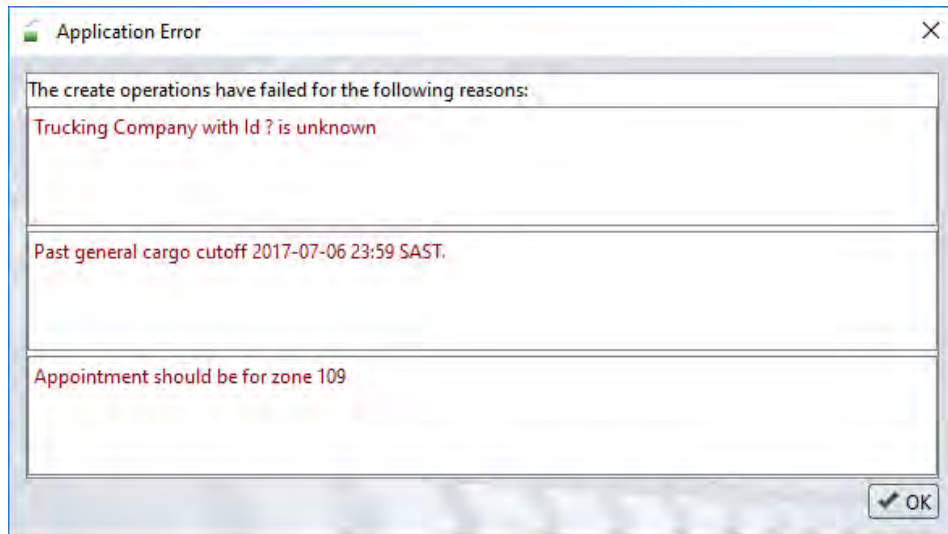 Application Error
The create operations have failed for the following reasons:
Trucking Company with Id ? is unknown
Past general cargo cutoff 2017-07-06 23:59 SAST.
Appointment should be for zone 109
OK